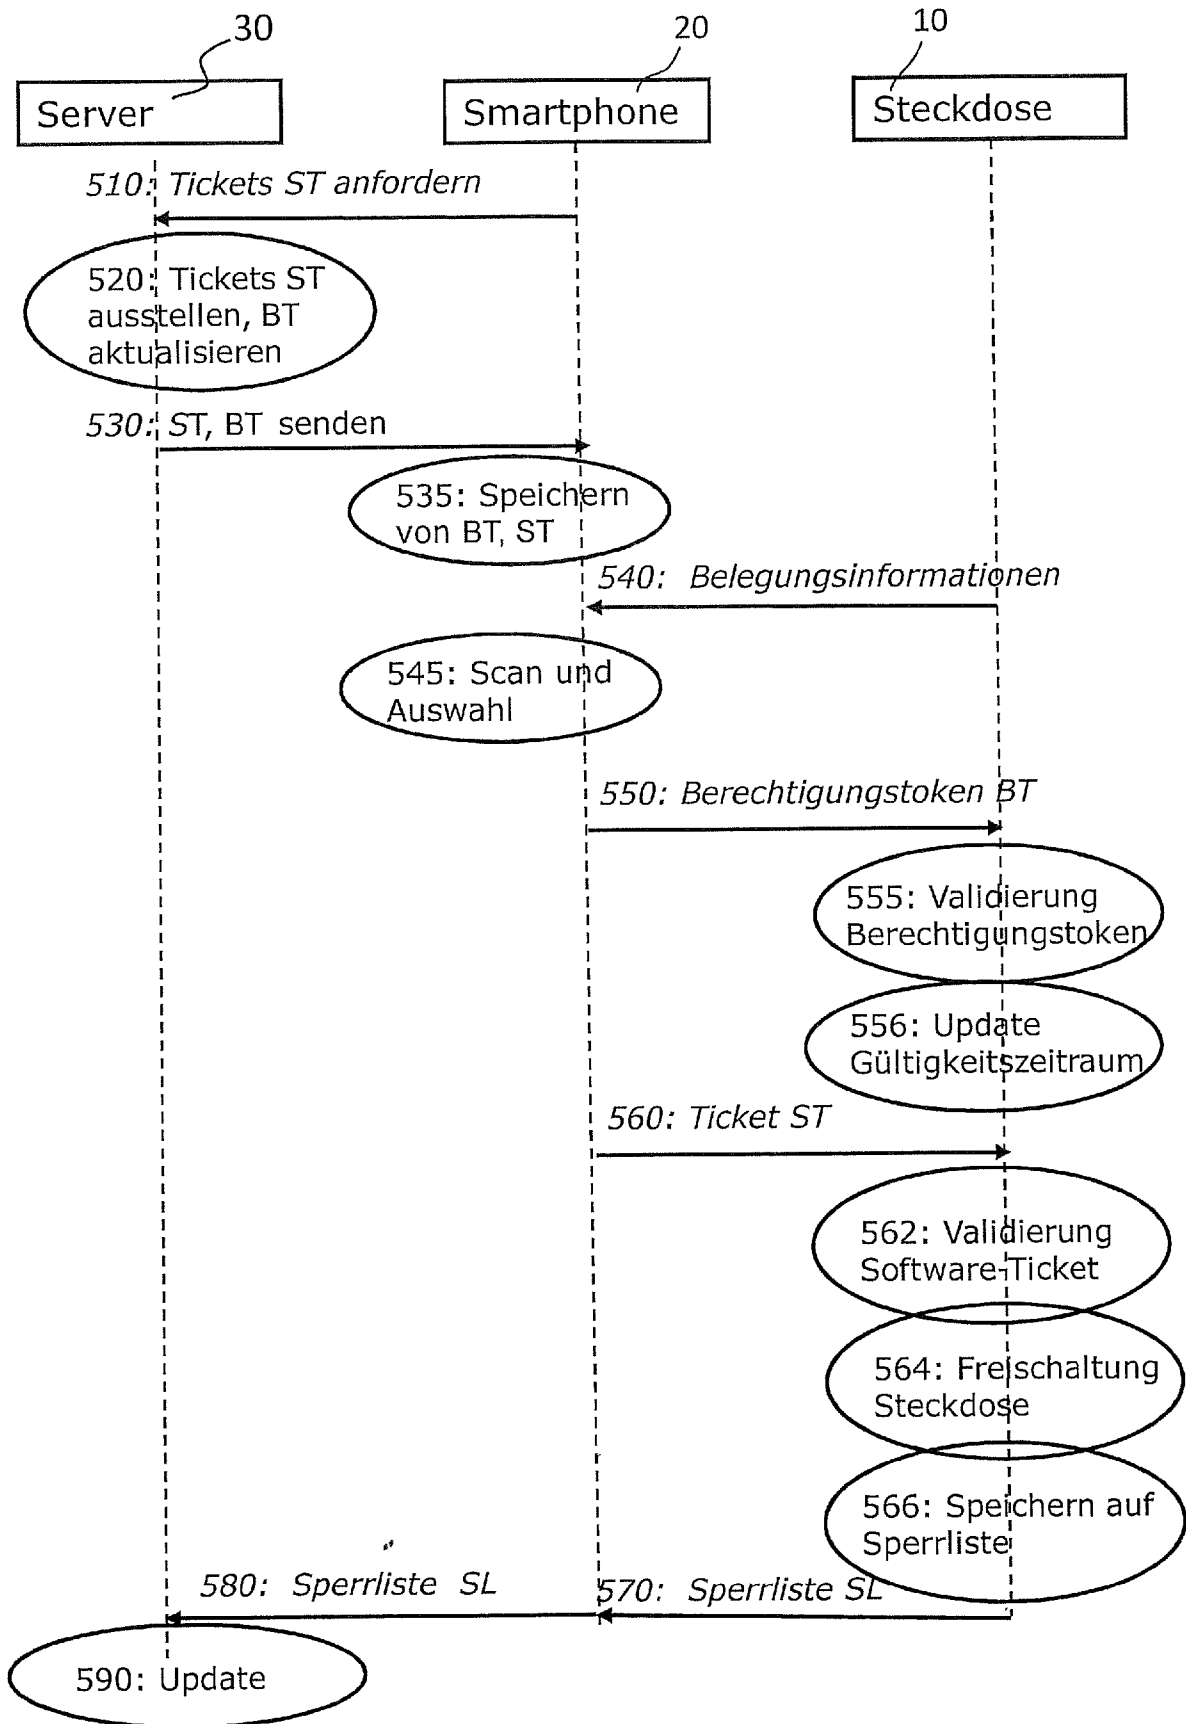 30
20
10
Server
Smartphone
Steckdose
510: Tickets ST anfordern
520: Tickets ST
ausstellen, BT
aktualisieren
530: ST, BT senden
535: Speichern
von BT, ST
540: Belegungsinformationen
545: Scan und
Auswahl
550: Berechtigungstoken BT
555: Validierung
Berechtigungstoken
556: Update
Gültigkeitszeitraum
560: Ticket ST
562: Validierung
Software-Ticket
564: Freischaltung
Steckdose
566: Speichern auf
Sperrliste
580: Sperrliste SL
570: Sperrliste SL
590: Update